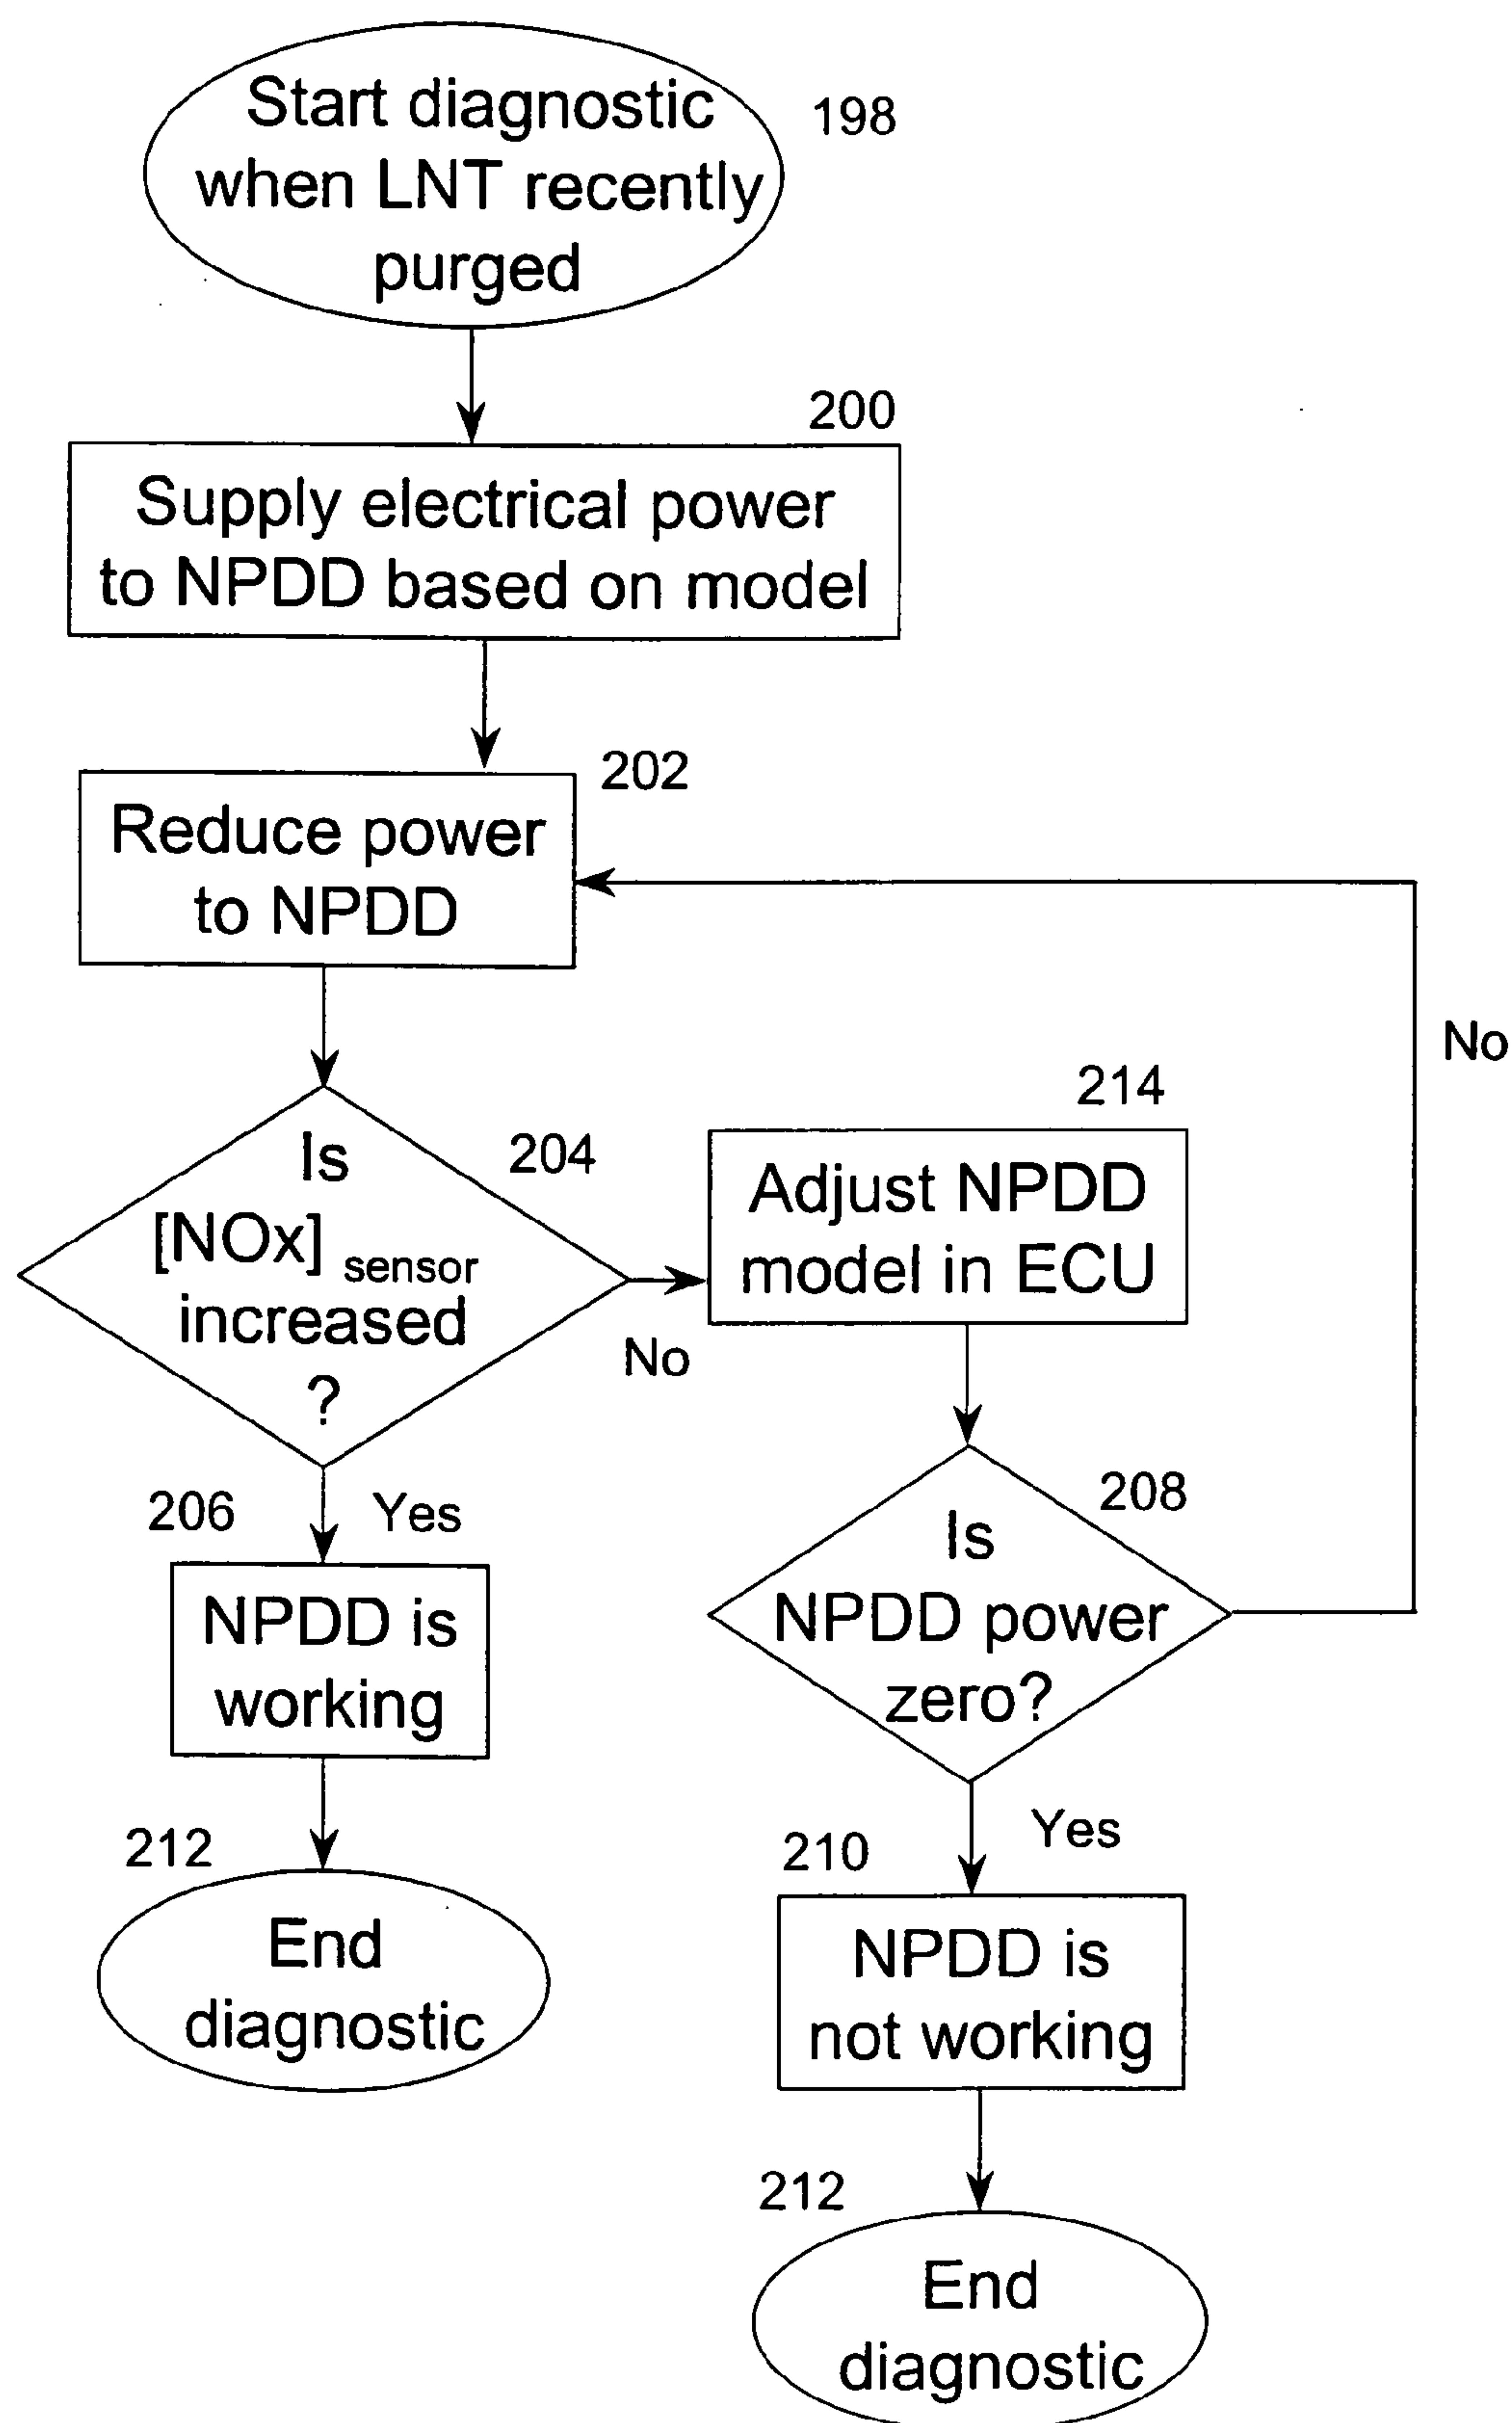 Start diagnostic
when LNT recently
purged
198
200
Supply electrical power
to NPDD based on model
202
Reduce power
to NPDD
No
Is
[NOx] sensor
increased
?
204
No
214
Adjust NPDD
model in ECU
206
Yes
NPDD is
working
208
Is
NPDD power
zero?
212
End
diagnostic
210
Yes
NPDD is
not working
212
End
diagnostic